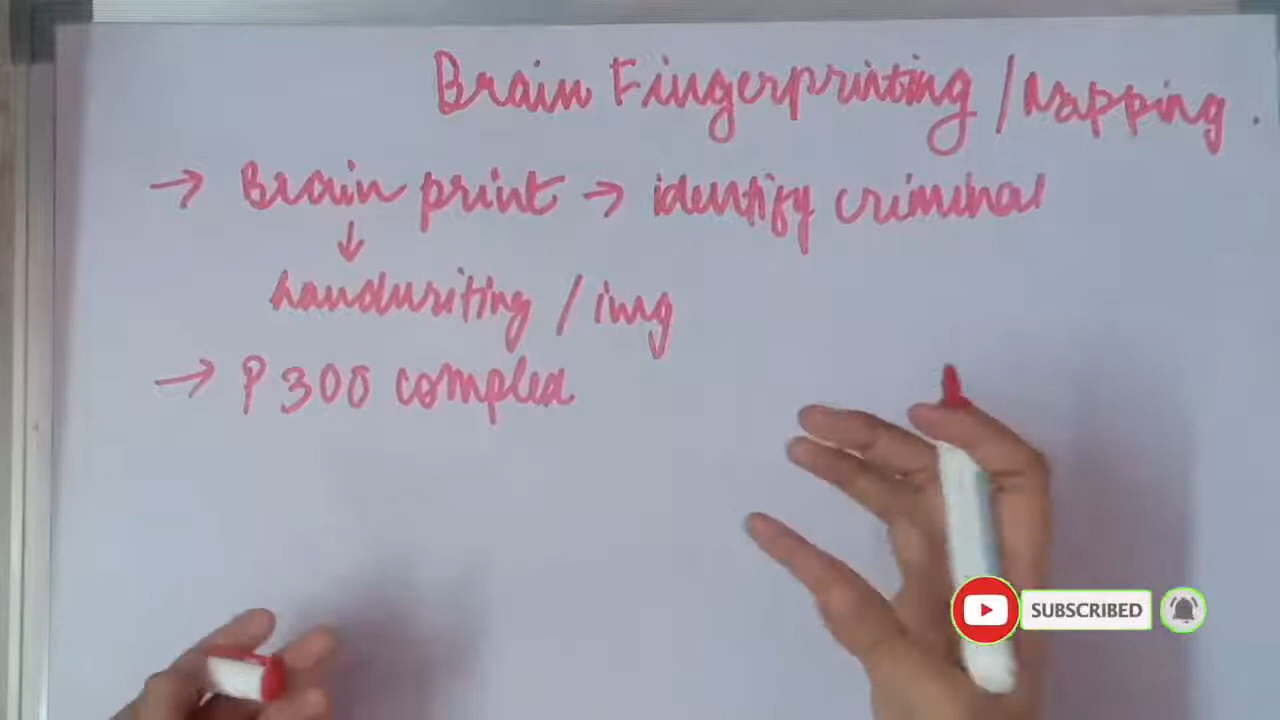 Brain Fingerprinting / Mapping.
→ Brain print → identify criminal
↓
handwriting / img
→ P300 complex
SUBSCRIBED